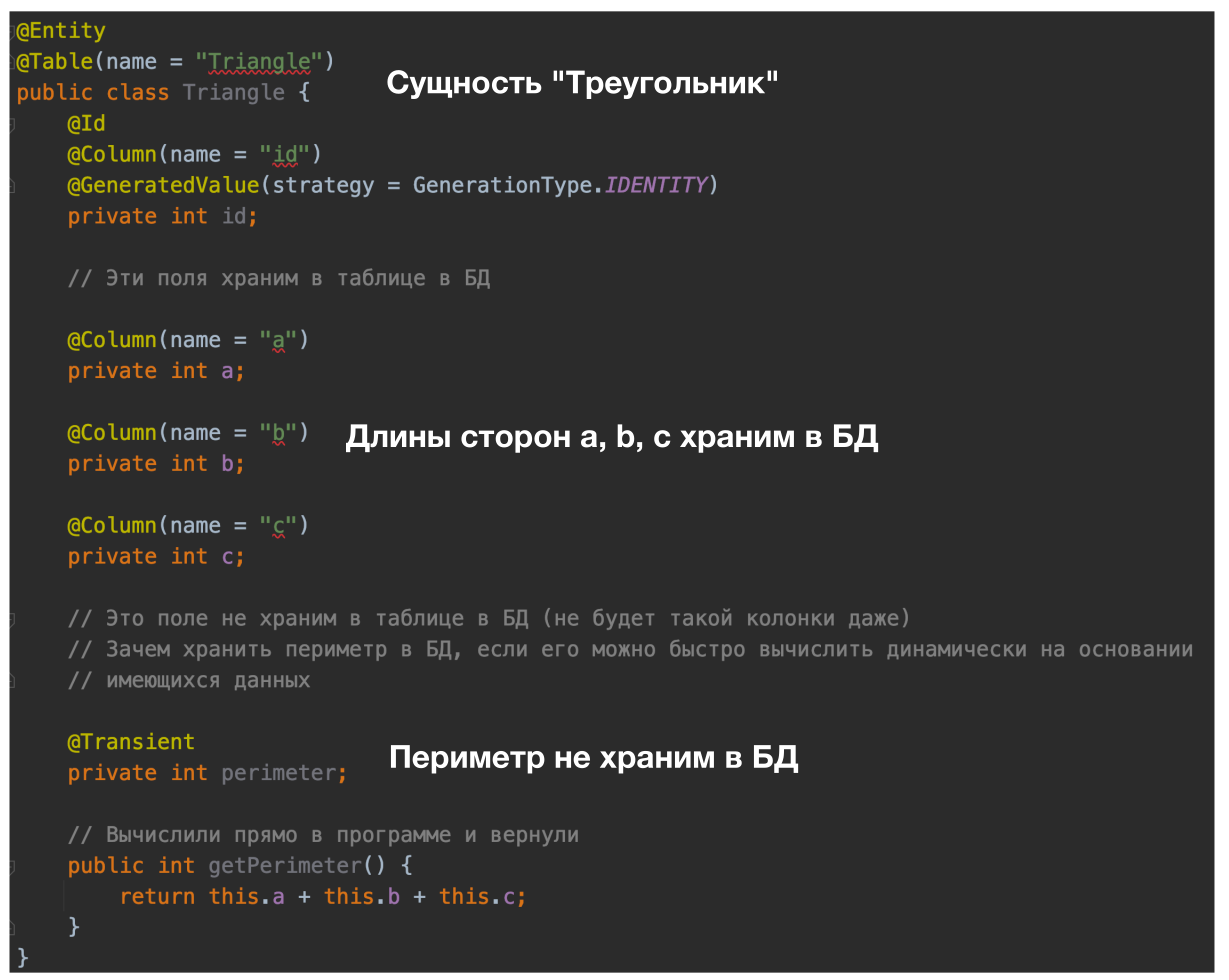 @Entity
@Table(name = "Triangle")
Сущность "Треугольник"
public class Triangle {
@Id
@Column(name = "id")
@GeneratedValue(strategy = GenerationType.IDENTITY)
private int id;
// Эти поля храним в таблице в БД
@Column(name = "a")
private int a;
@Column(name = "b")
Длины сторон a, b, c храним в БД
private int b;
@Column(name = "c")
private int c;
// Это поле не храним в таблице в БД (не будет такой колонки даже)
// Зачем хранить периметр в БД, если его можно быстро вычислить динамически на основании
// имеющихся данных
@Transient
Периметр не храним в БД
private int perimeter;
// Вычислили прямо в программе и вернули
public int getPerimeter() {
return this.a + this.b + this.c;
}
}